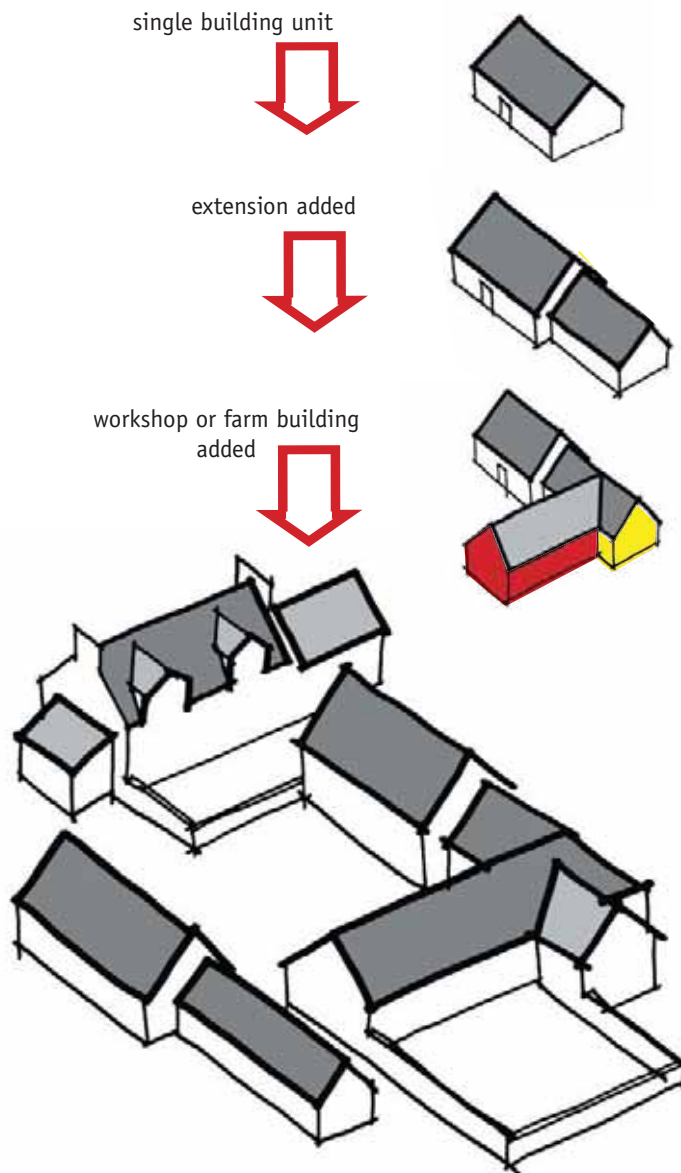 single building unit
extension added
workshop or farm building
added